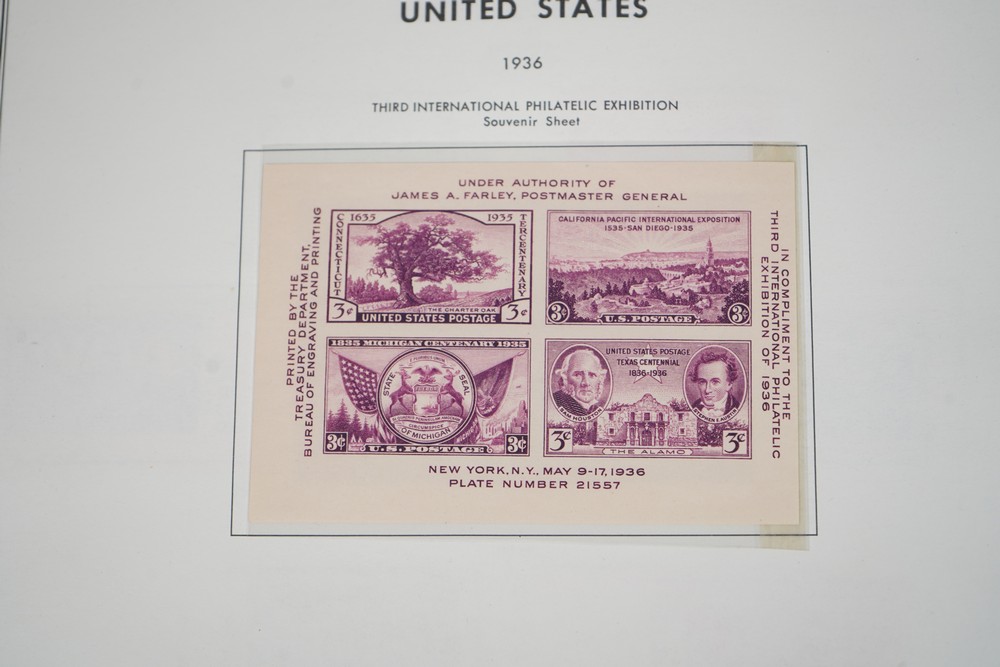 UNITED STATES
1936
THIRD INTERNATIONAL PHILATELIC EXHIBITION
Souvenir Sheet
UNDER AUTHORITY OF
JAMES A. FARLEY, POSTMASTER GENERAL
PRINTED BY THE
TREASURY DEPARTMENT,
BUREAU OF ENGRAVING AND PRINTING
1635 1935
CONNECTICUT
TERCENTENARY
THE CHARTER OAK
3¢ 3¢
UNITED STATES POSTAGE
CALIFORNIA PACIFIC INTERNATIONAL EXPOSITION
1535-SAN DIEGO-1935
3¢ 3¢
U.S. POSTAGE
1835 MICHIGAN CENTENARY 1935
STATE SEAL
OF MICHIGAN
3¢ 3¢
U.S. POSTAGE
UNITED STATES POSTAGE
TEXAS CENTENNIAL
1836-1936
SAM HOUSTON
STEPHEN F. AUSTIN
3¢ 3¢
THE ALAMO
IN COMPLIMENT TO THE
THIRD INTERNATIONAL PHILATELIC
EXHIBITION OF 1936
NEW YORK, N.Y., MAY 9-17, 1936
PLATE NUMBER 21557